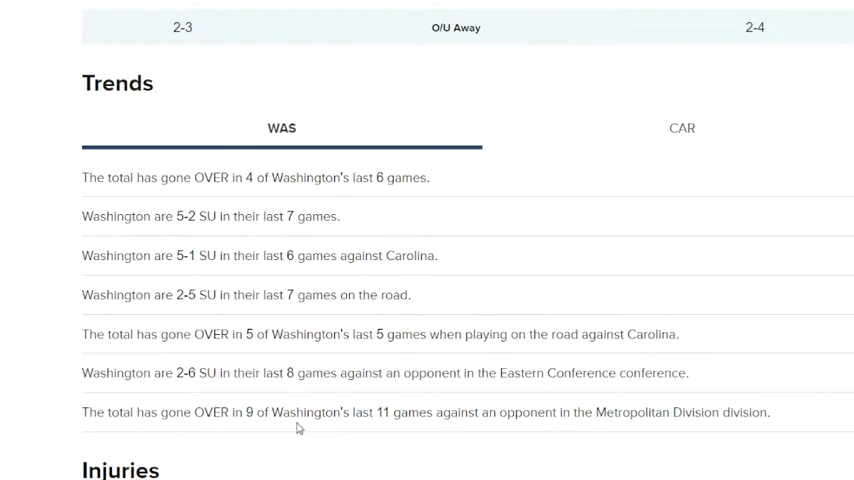 2-3 O/U Away 2-4
Trends
WAS CAR
The total has gone OVER in 4 of Washington's last 6 games.
Washington are 5-2 SU in their last 7 games.
Washington are 5-1 SU in their last 6 games against Carolina.
Washington are 2-5 SU in their last 7 games on the road.
The total has gone OVER in 5 of Washington's last 5 games when playing on the road against Carolina.
Washington are 2-6 SU in their last 8 games against an opponent in the Eastern Conference conference.
The total has gone OVER in 9 of Washington's last 11 games against an opponent in the Metropolitan Division division.
Injuries